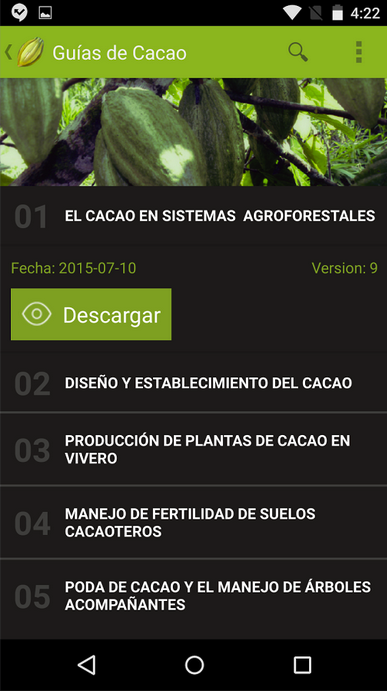 4:22
Guías de Cacao
01 EL CACAO EN SISTEMAS AGROFORESTALES
Fecha: 2015-07-10 Version: 9
Descargar
02 DISEÑO Y ESTABLECIMIENTO DEL CACAO
03 PRODUCCIÓN DE PLANTAS DE CACAO EN
VIVERO
04 MANEJO DE FERTILIDAD DE SUELOS
CACAOTEROS
05 PODA DE CACAO Y EL MANEJO DE ÁRBOLES
ACOMPAÑANTES